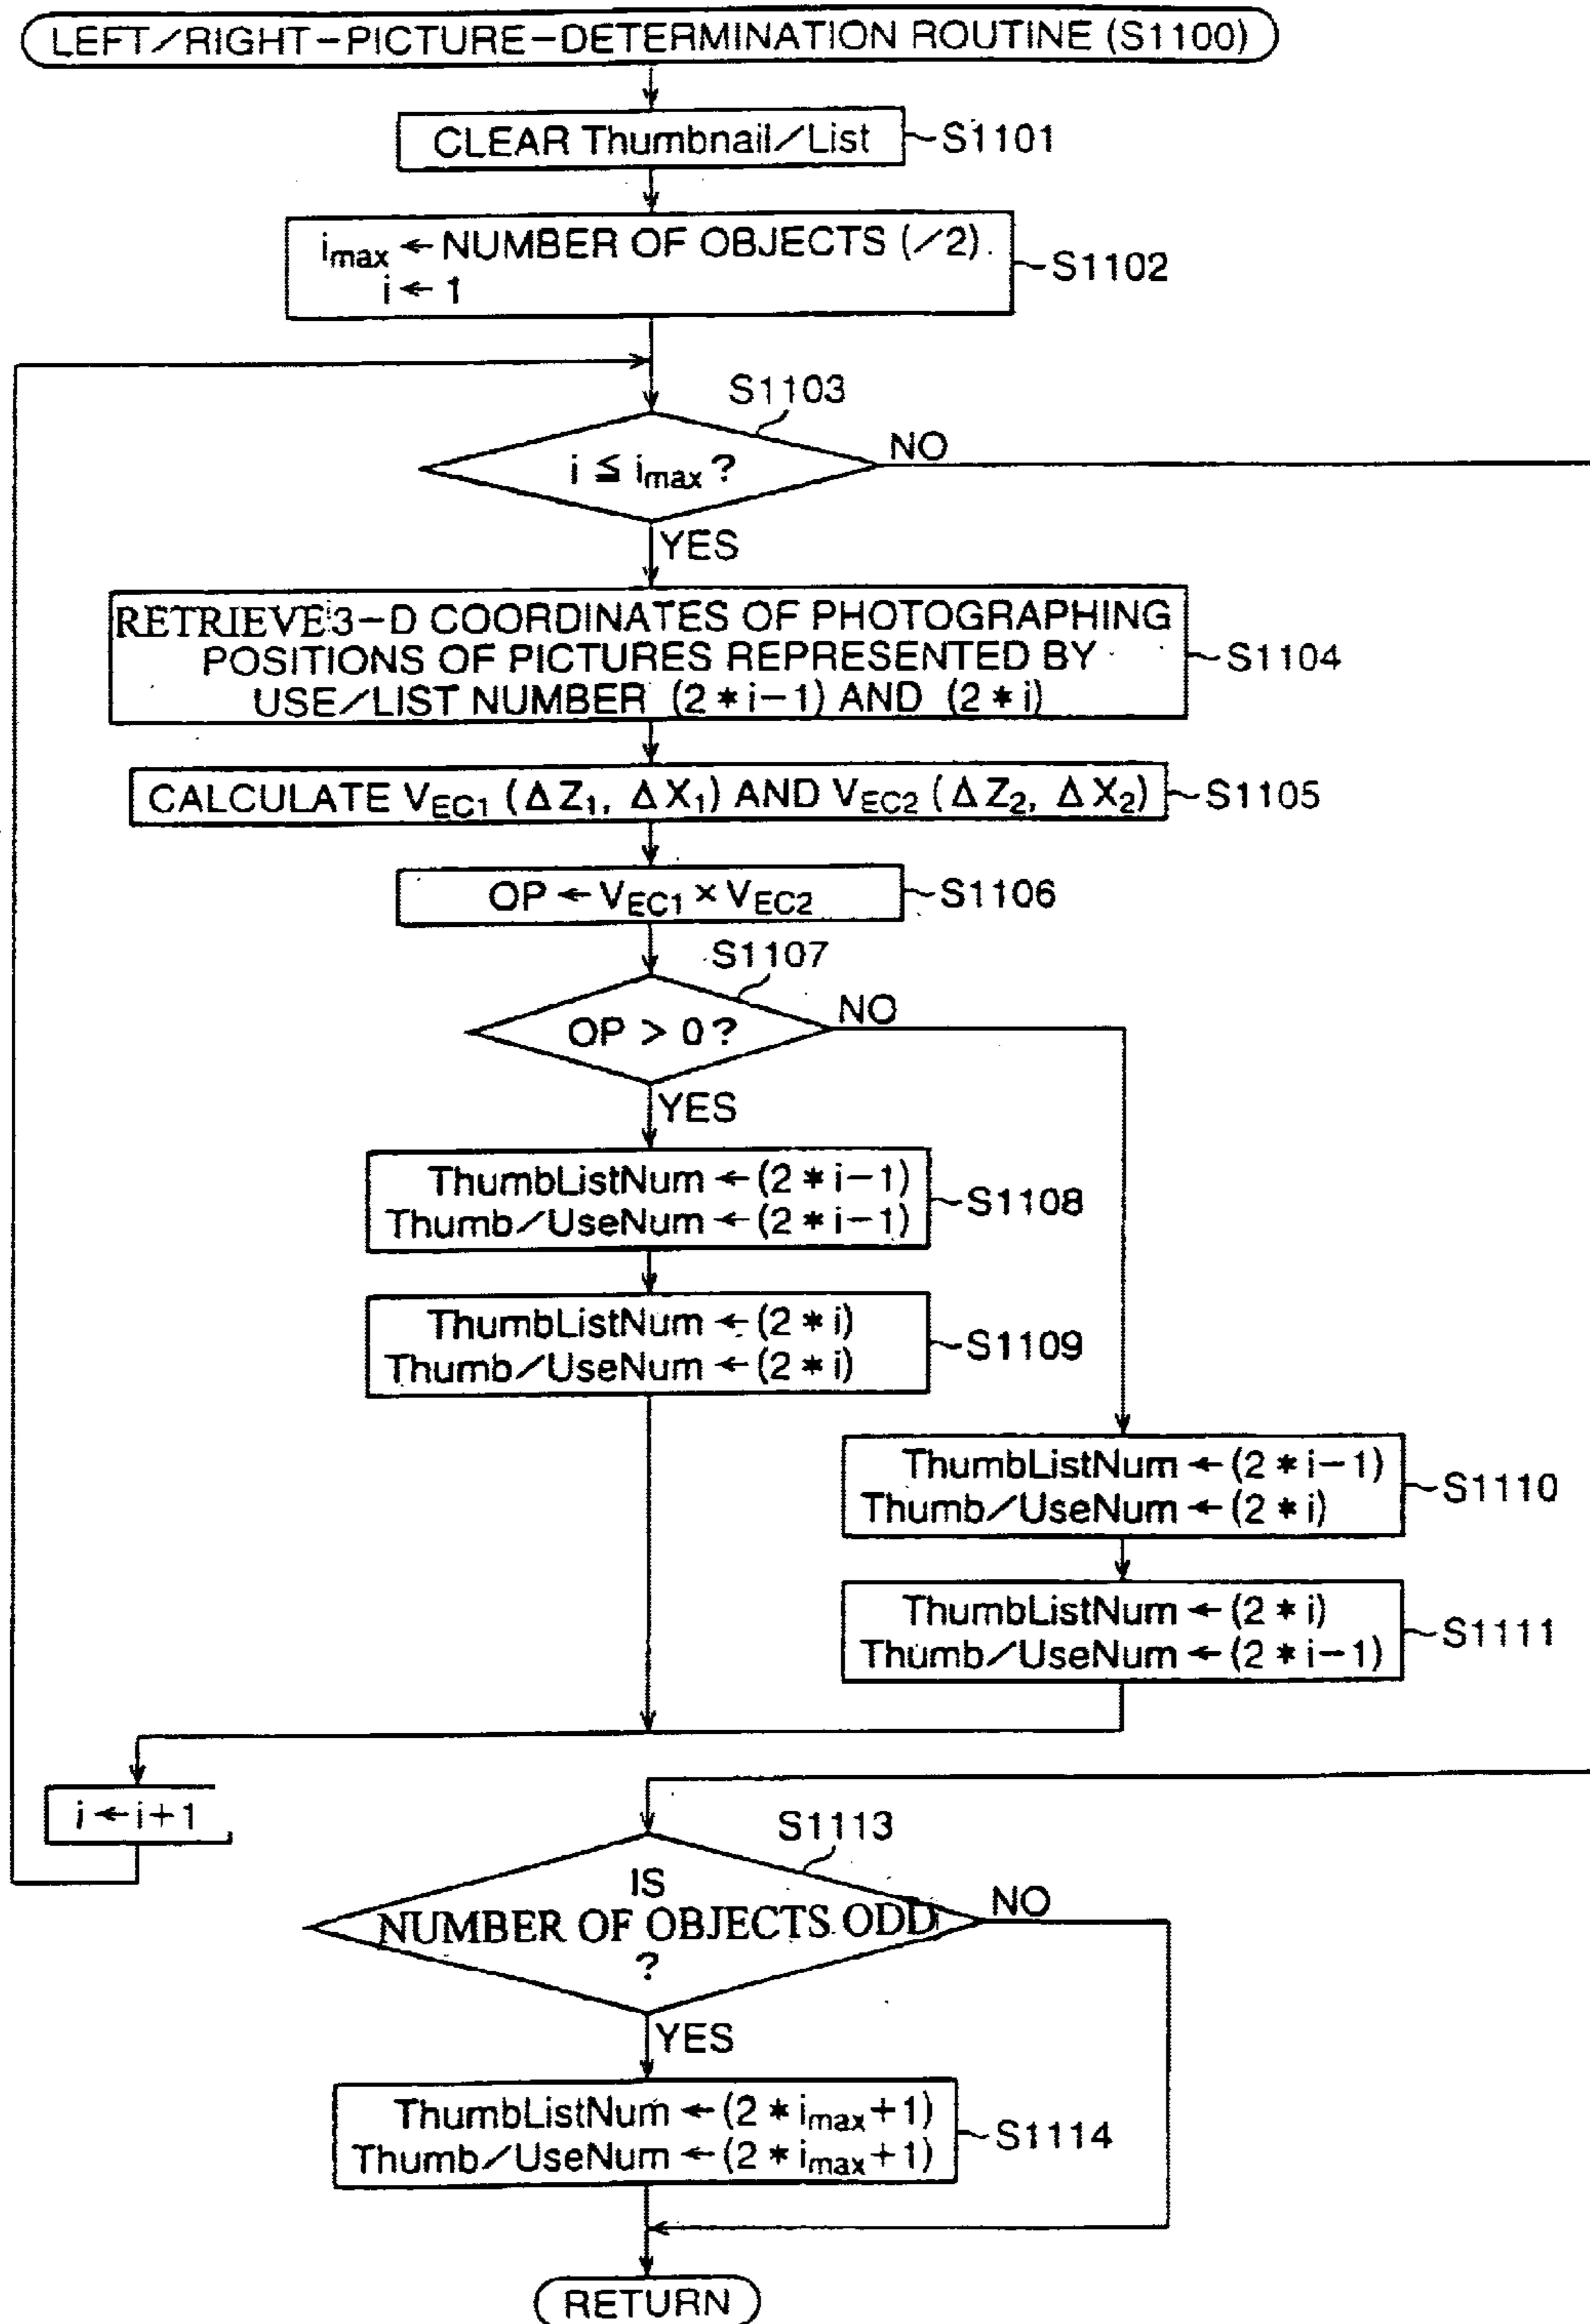 LEFT/RIGHT-PICTURE-DETERMINATION ROUTINE (S1100)
CLEAR Thumbnail/List
S1101
imax ← NUMBER OF OBJECTS (/2).
i ← 1
S1102
S1103
i ≦ imax ?
NO
YES
RETRIEVE 3-D COORDINATES OF PHOTOGRAPHING
POSITIONS OF PICTURES REPRESENTED BY
USE/LIST NUMBER (2 * i-1) AND (2 * i)
S1104
CALCULATE VEC1 (ΔZ1, ΔX1) AND VEC2 (ΔZ2, ΔX2)
S1105
OP ← VEC1 × VEC2
S1106
S1107
OP > 0 ?
NO
YES
ThumbListNum ← (2 * i-1)
Thumb/UseNum ← (2 * i-1)
S1108
ThumbListNum ← (2 * i)
Thumb/UseNum ← (2 * i)
S1109
ThumbListNum ← (2 * i-1)
Thumb/UseNum ← (2 * i)
S1110
ThumbListNum ← (2 * i)
Thumb/UseNum ← (2 * i-1)
S1111
i ← i+1
S1113
IS
NUMBER OF OBJECTS ODD
?
NO
YES
ThumbListNum ← (2 * imax+1)
Thumb/UseNum ← (2 * imax+1)
S1114
RETURN